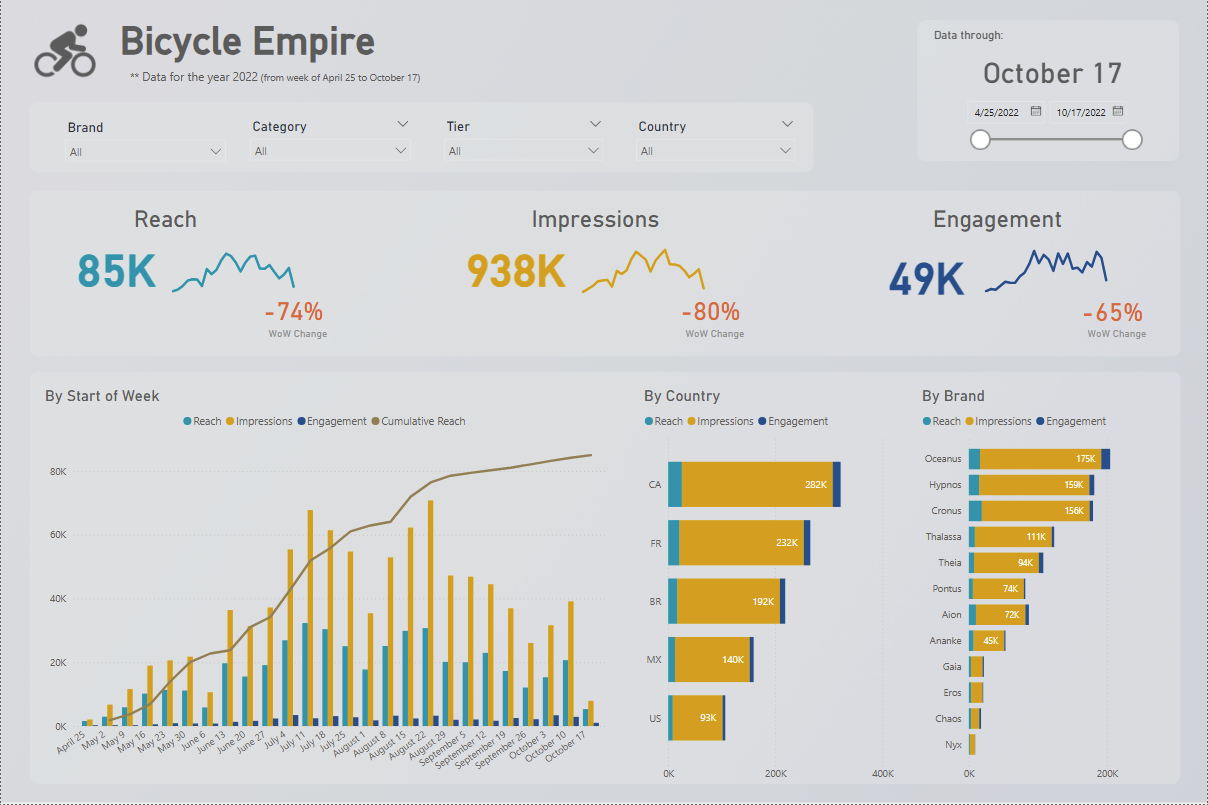 Bicycle Empire
** Data for the year 2022 (from week of April 25 to October 17)
Data through:
October 17
4/25/2022 10/17/2022
Brand Category Tier Country
All All All All
Reach Impressions Engagement
85K 938K 49K
-74% -80% -65%
WoW Change WoW Change WoW Change
By Start of Week
Reach Impressions Engagement Cumulative Reach
80K
60K
40K
20K
0K
April 25 May 2 May 9 May 16 May 23 May 30 June 6 June 13 June 20 June 27 July 4 July 11 July 18 July 25 August 1 August 8 August 15 August 22 August 29 September 5 September 12 September 19 September 26 October 3 October 10 October 17
By Country
Reach Impressions Engagement
CA 282K
FR 232K
BR 192K
MX 140K
US 93K
0K 200K 400K
By Brand
Reach Impressions Engagement
Oceanus 175K
Hypnos 159K
Cronus 156K
Thalassa 111K
Theia 94K
Pontus 74K
Aion 72K
Ananke 45K
Gaia
Eros
Chaos
Nyx
0K 200K